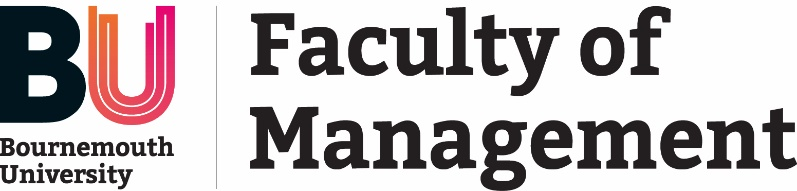 BU
Bournemouth
University
Faculty of
Management